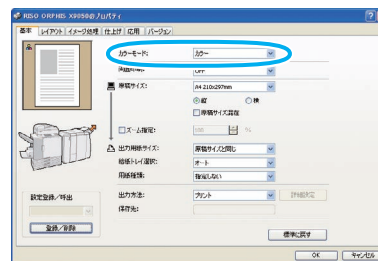 RISO ORPHIS X9050のプロパティ
基本 レイアウト イメージ処理 仕上げ 応用 バージョン
カラーモード: カラー
両面印刷: OFF
原稿サイズ: A4 210x297mm
縦 横
原稿サイズ混在
ズーム指定: 100 %
出力用紙サイズ: 原稿サイズと同じ
給紙トレイ選択: オート
用紙種類: 指定しない
設定登録/呼出
出力方法: プリント 詳細設定
保存先:
登録/削除
標準に戻す
OK キャンセル